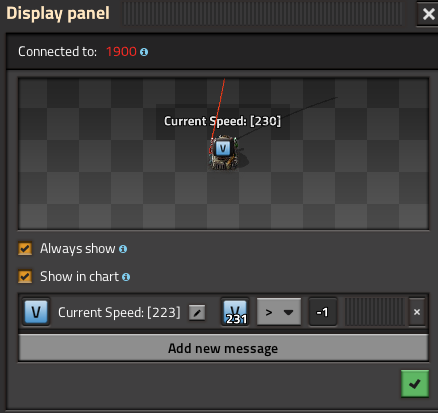 Display panel
Connected to: 1900
Current Speed: [230]
V
Always show
Show in chart
V Current Speed: [223] V 231 > -1
Add new message